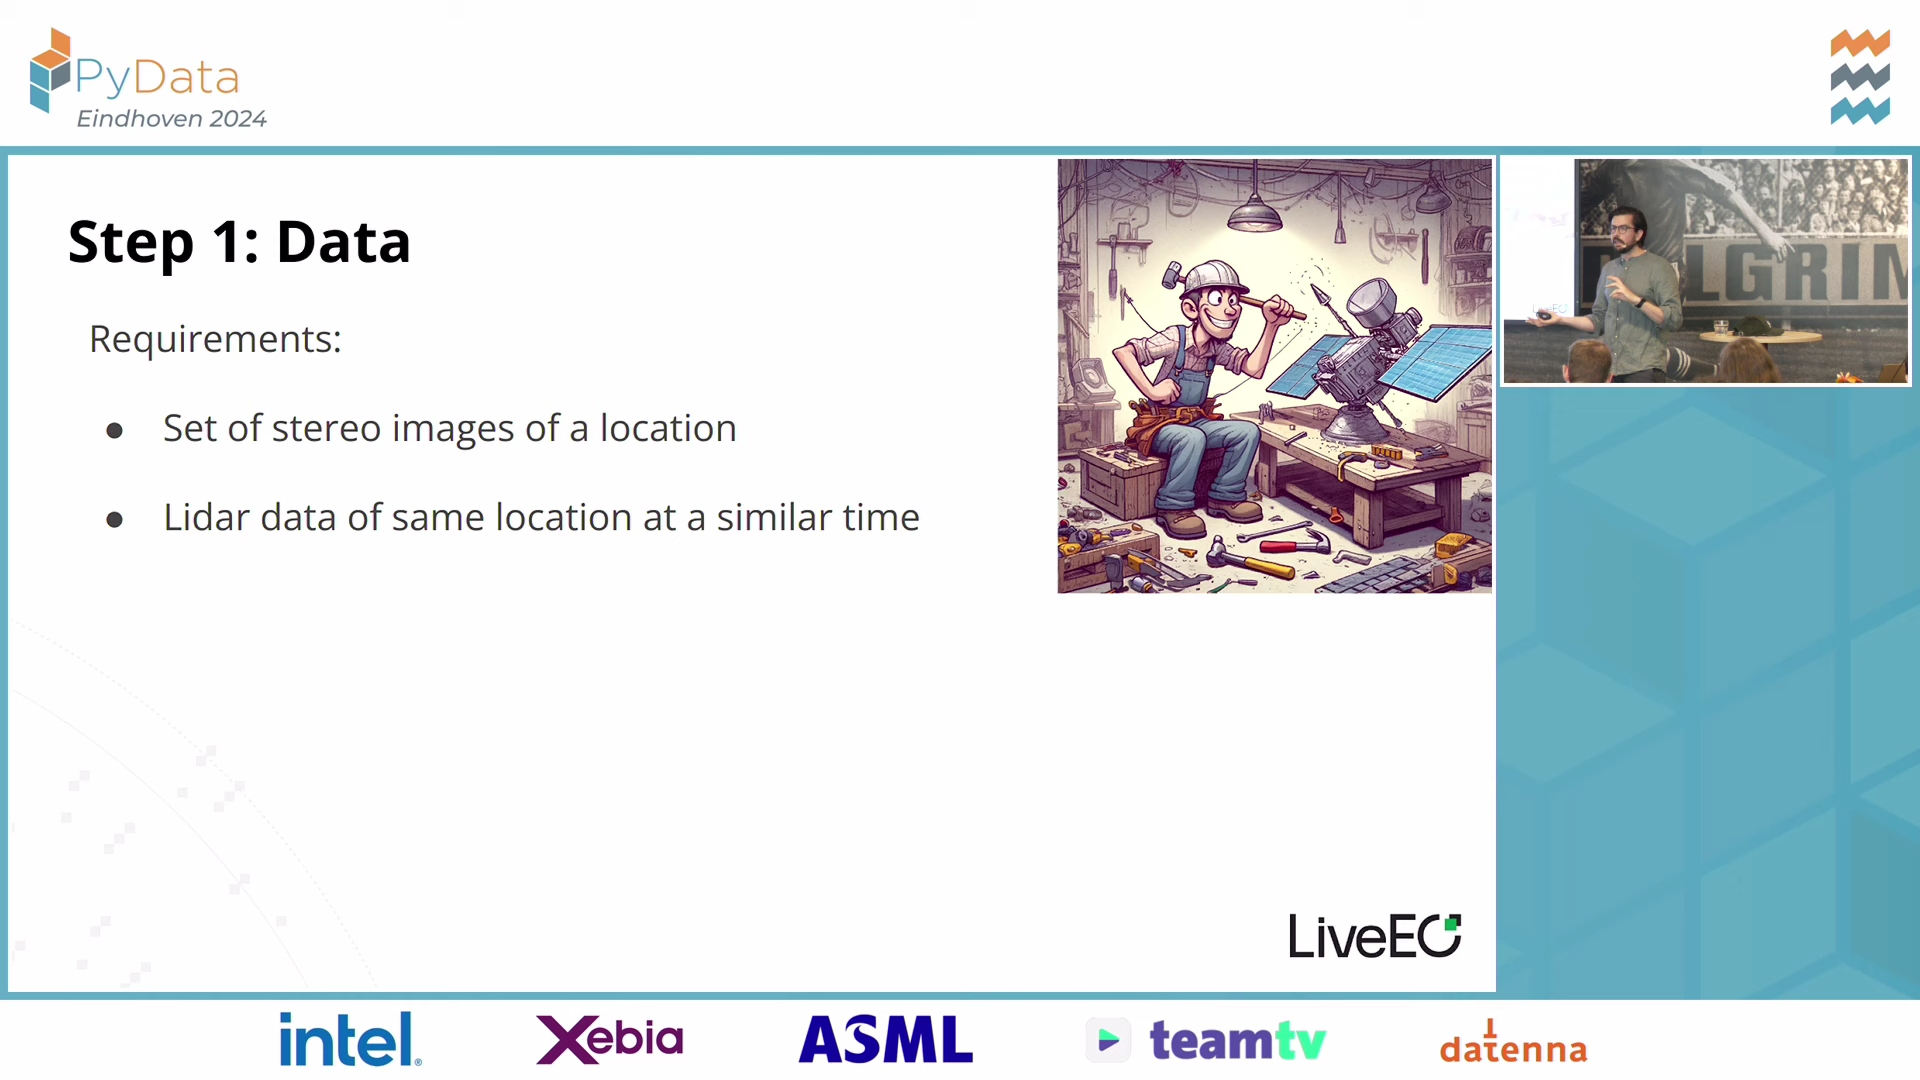 PyData
Eindhoven 2024
Step 1: Data
Requirements:
● Set of stereo images of a location
● Lidar data of same location at a similar time
LiveEO
LGRIM
intel.
Xebia
ASML
teamtv
datenna